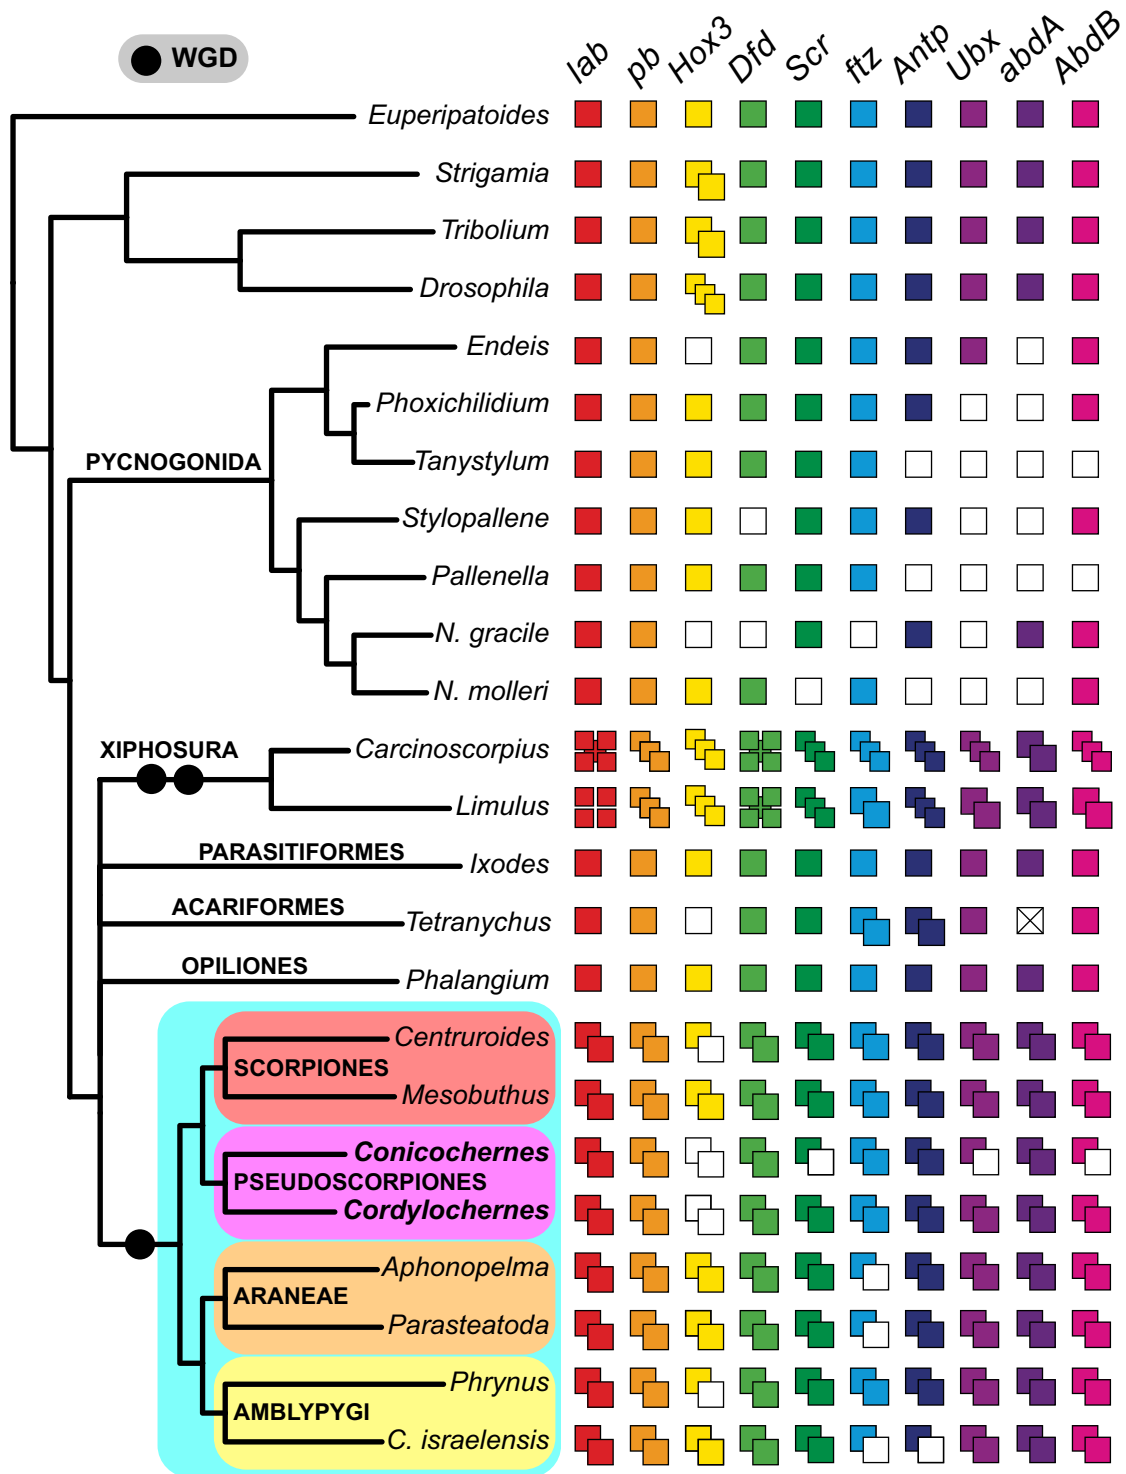 WGD
lab pb Hox3 Dfd Scr ftz Antp Ubx abdA AbdB
Euperipatoides
Strigamia
Tribolium
Drosophila
Endeis
Phoxichilidium
PYCNOGONIDA
Tanystylum
Stylopallene
Pallenella
N. gracile
N. molleri
XIPHOSURA
Carcinoscorpius
Limulus
PARASITIFORMES
Ixodes
ACARIFORMES
Tetranychus
OPILIONES
Phalangium
Centruroides
SCORPIONES
Mesobuthus
Conicochernes
PSEUDOSCORPIONES
Cordylochernes
Aphonopelma
ARANEAE
Parasteatoda
Phrynus
AMBLYPYGI
C. israelensis